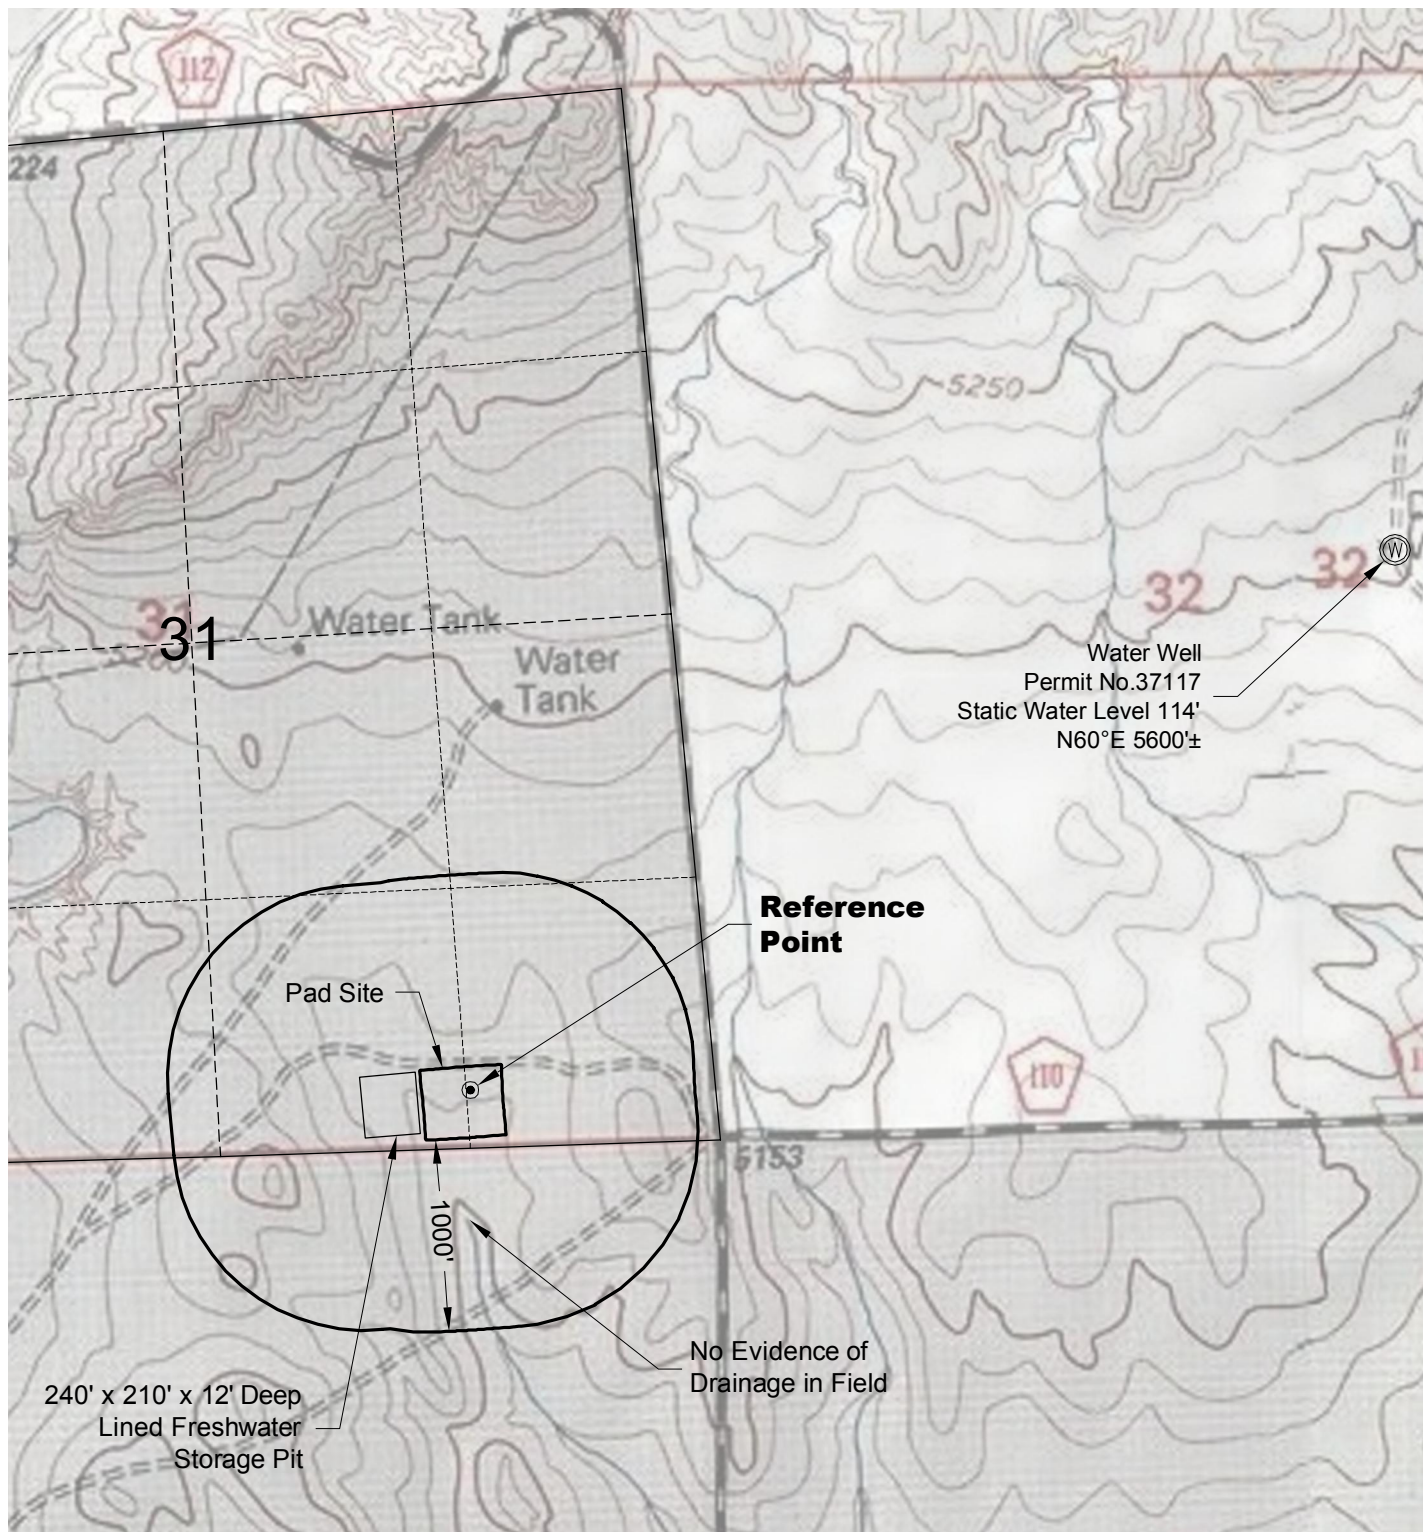 112
224
5250
32
32
W
31
31
Water Tank
Water
Tank
Water Well
Permit No.37117
Static Water Level 114'
N60°E 5600'±
Reference
Point
Pad Site
110
5153
1000'
No Evidence of
Drainage in Field
240' x 210' x 12' Deep
Lined Freshwater
Storage Pit